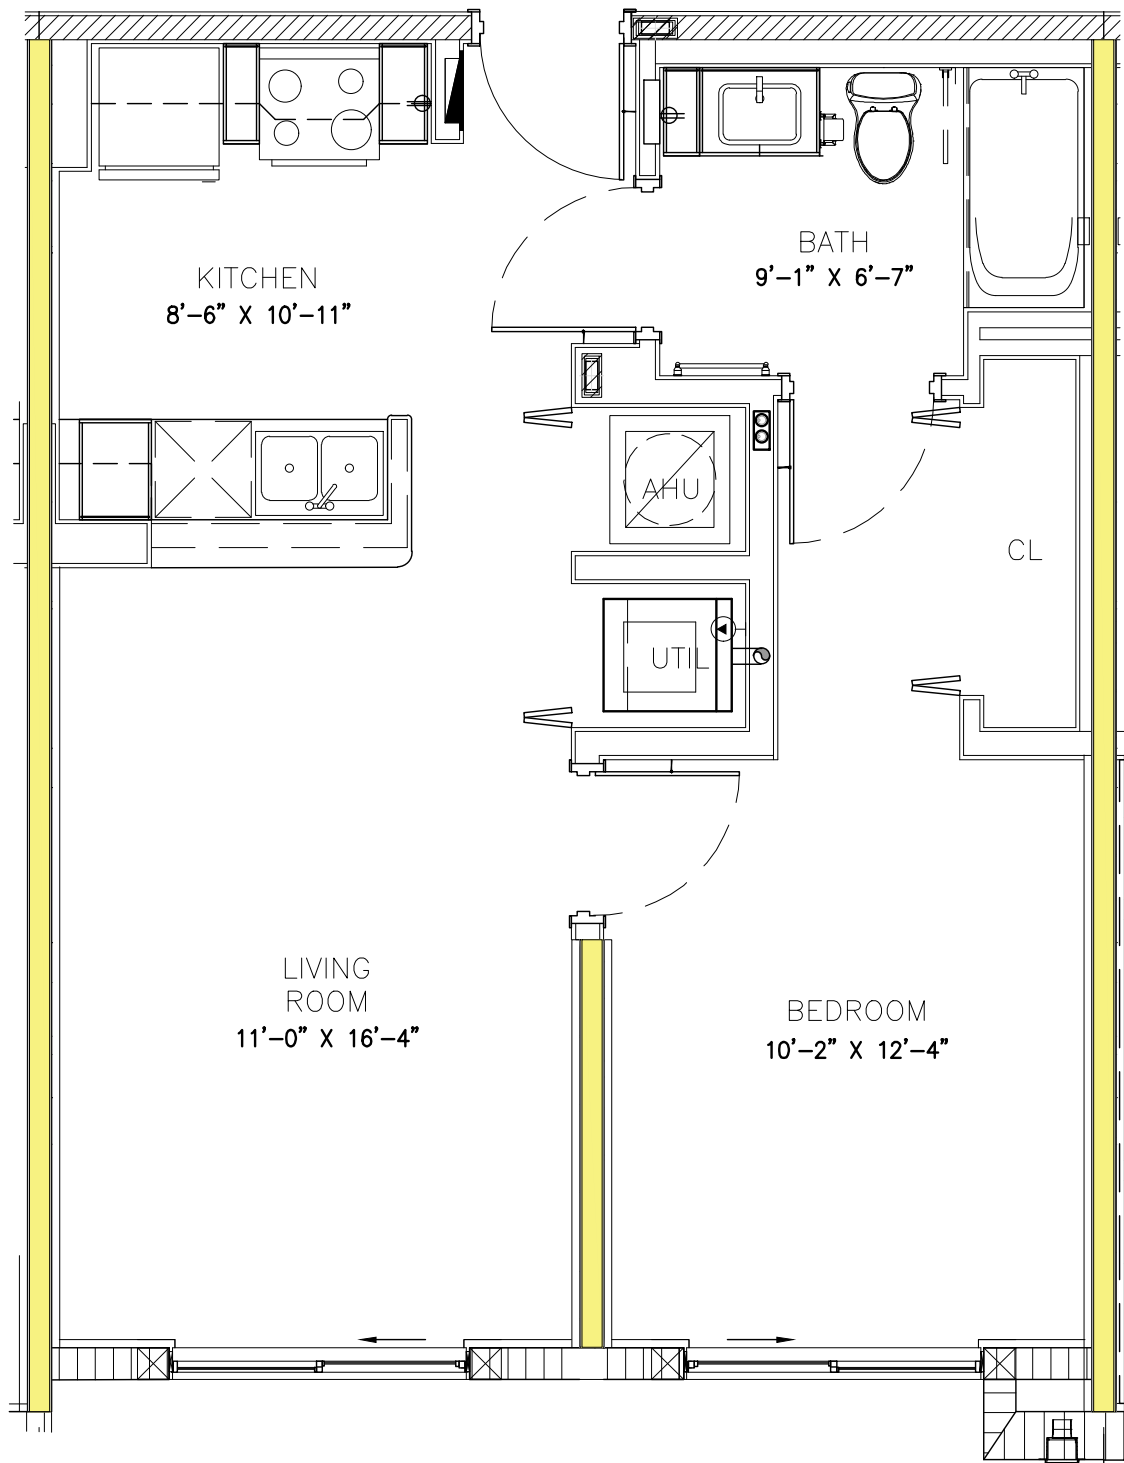 KITCHEN
8'-6" X 10'-11"
BATH
9'-1" X 6'-7"
AHU
CL
UTIL
LIVING
ROOM
11'-0" X 16'-4"
BEDROOM
10'-2" X 12'-4"